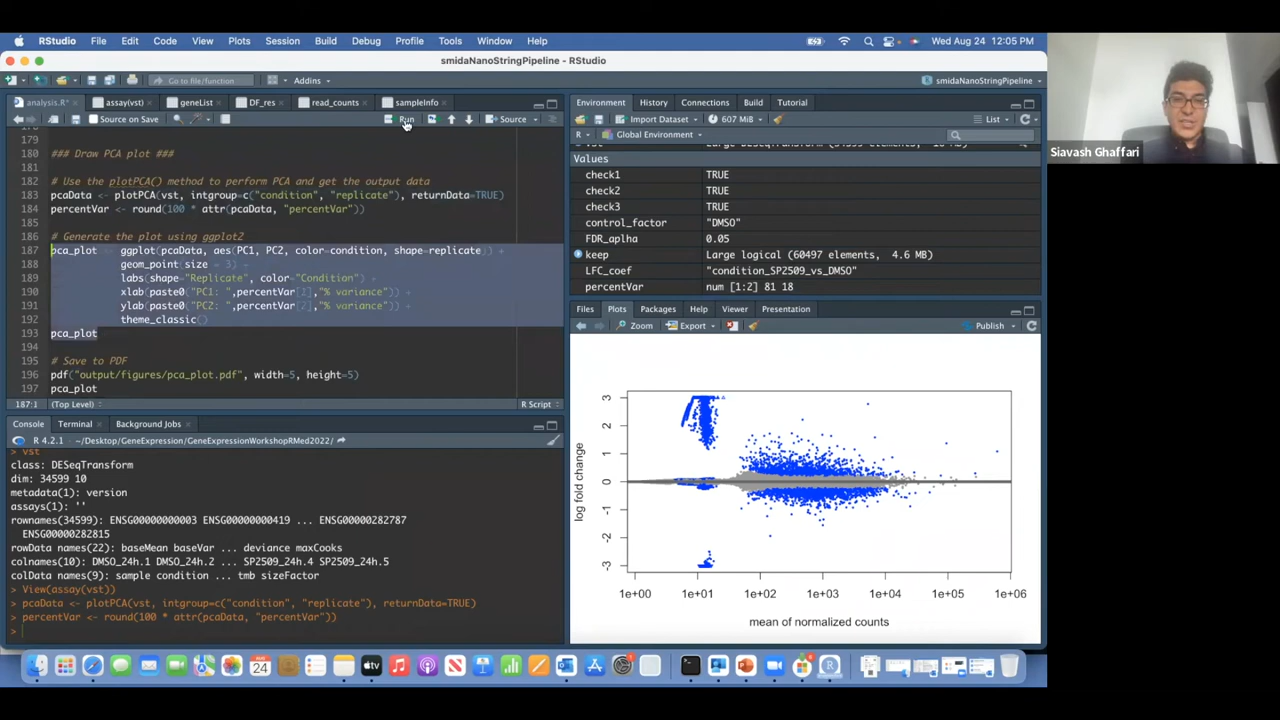 RStudio File Edit Code View Plots Session Build Debug Profile Tools Window Help Wed Aug 24 12:05 PM
smidaNanoStringPipeline - RStudio
Go to file/function Addins smidaNanoStringPipeline
analysis.R* assay(vst) geneList DF_res read_counts sampleInfo
Source on Save Run Source
179
180 ### Draw PCA plot ###
181
182 # Use the plotPCA() method to perform PCA and get the output data
183 pcaData <- plotPCA(vst, intgroup=c("condition", "replicate"), returnData=TRUE)
184 percentVar <- round(100 * attr(pcaData, "percentVar"))
185
186 # Generate the plot using ggplot2
187 pca_plot <- ggplot(pcaData, aes(PC1, PC2, color=condition, shape=replicate)) +
188 geom_point(size = 3) +
189 labs(shape="Replicate", color="Condition") +
190 xlab(paste0("PC1: ",percentVar[1],"% variance")) +
191 ylab(paste0("PC2: ",percentVar[2],"% variance")) +
192 theme_classic()
193 pca_plot
194
195 # Save to PDF
196 pdf("output/figures/pca_plot.pdf", width=5, height=5)
197 pca_plot
187:1 (Top Level) R Script
Console Terminal Background Jobs
R 4.2.1 · ~/Desktop/GeneExpression/GeneExpressionWorkshopRMed2022/
> vst
class: DESeqTransform
dim: 34599 10
metadata(1): version
assays(1): ''
rownames(34599): ENSG00000000003 ENSG00000000419 ... ENSG00000282787
ENSG00000282815
rowData names(22): baseMean baseVar ... deviance maxCooks
colnames(10): DMSO_24h.1 DMSO_24h.2 ... SP2509_24h.4 SP2509_24h.5
colData names(9): sample condition ... tmb sizeFactor
> View(assay(vst))
> pcaData <- plotPCA(vst, intgroup=c("condition", "replicate"), returnData=TRUE)
> percentVar <- round(100 * attr(pcaData, "percentVar"))
>
Environment History Connections Build Tutorial
Import Dataset 607 MiB List
R Global Environment
Values
check1 TRUE
check2 TRUE
check3 TRUE
control_factor "DMSO"
FDR_aplha 0.05
keep Large logical (60497 elements, 4.6 MB)
LFC_coef "condition_SP2509_vs_DMSO"
percentVar num [1:2] 81 18
Files Plots Packages Help Viewer Presentation
Zoom Export Publish
3
2
1
0
-1
-2
-3
log fold change
1e+00 1e+01 1e+02 1e+03 1e+04 1e+05 1e+06
mean of normalized counts
Siavash Ghaffari
AUG
24